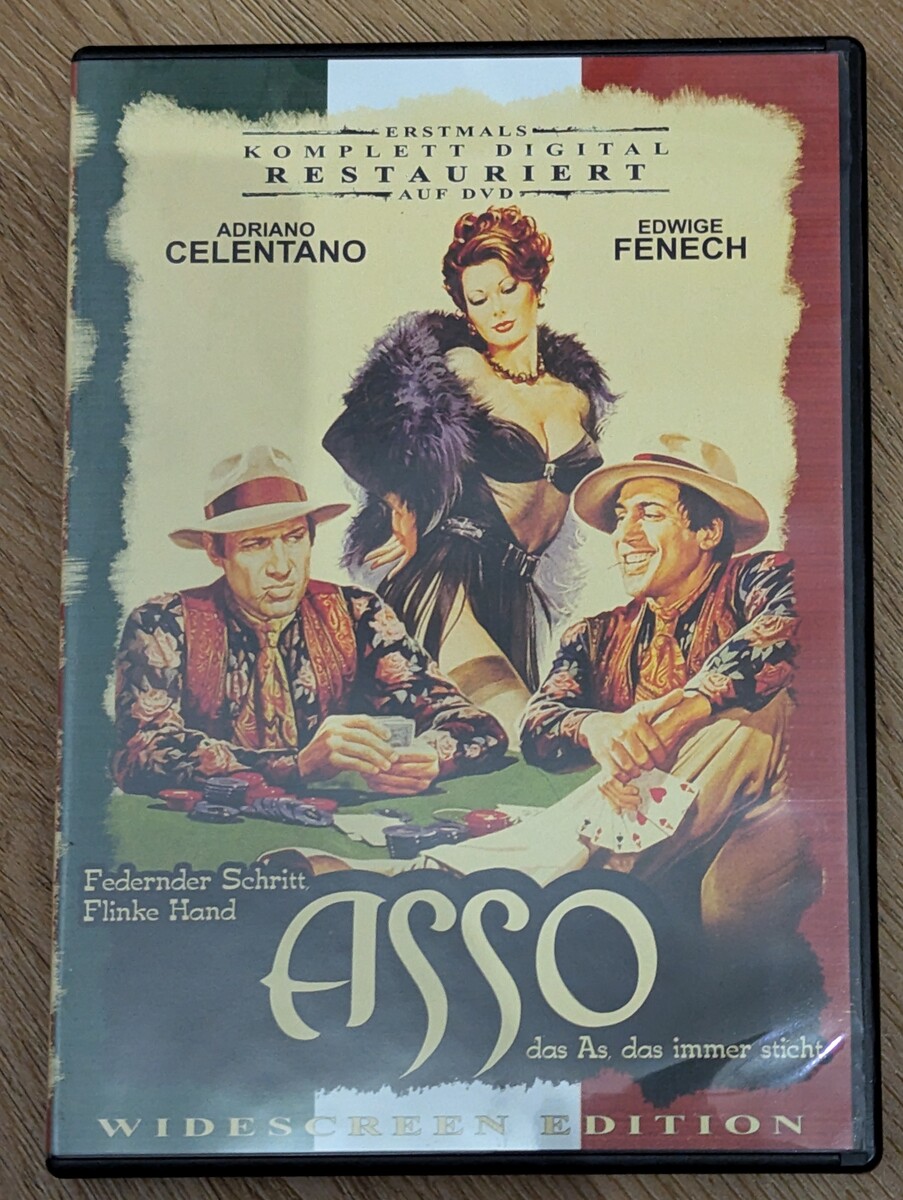 ERSTMALS
KOMPLETT DIGITAL
RESTAURIERT
AUF DVD
ADRIANO
CELENTANO
EDWIGE
FENECH
Federnder Schritt,
Flinke Hand
ASSO
das As, das immer sticht
WIDESCREEN EDITION